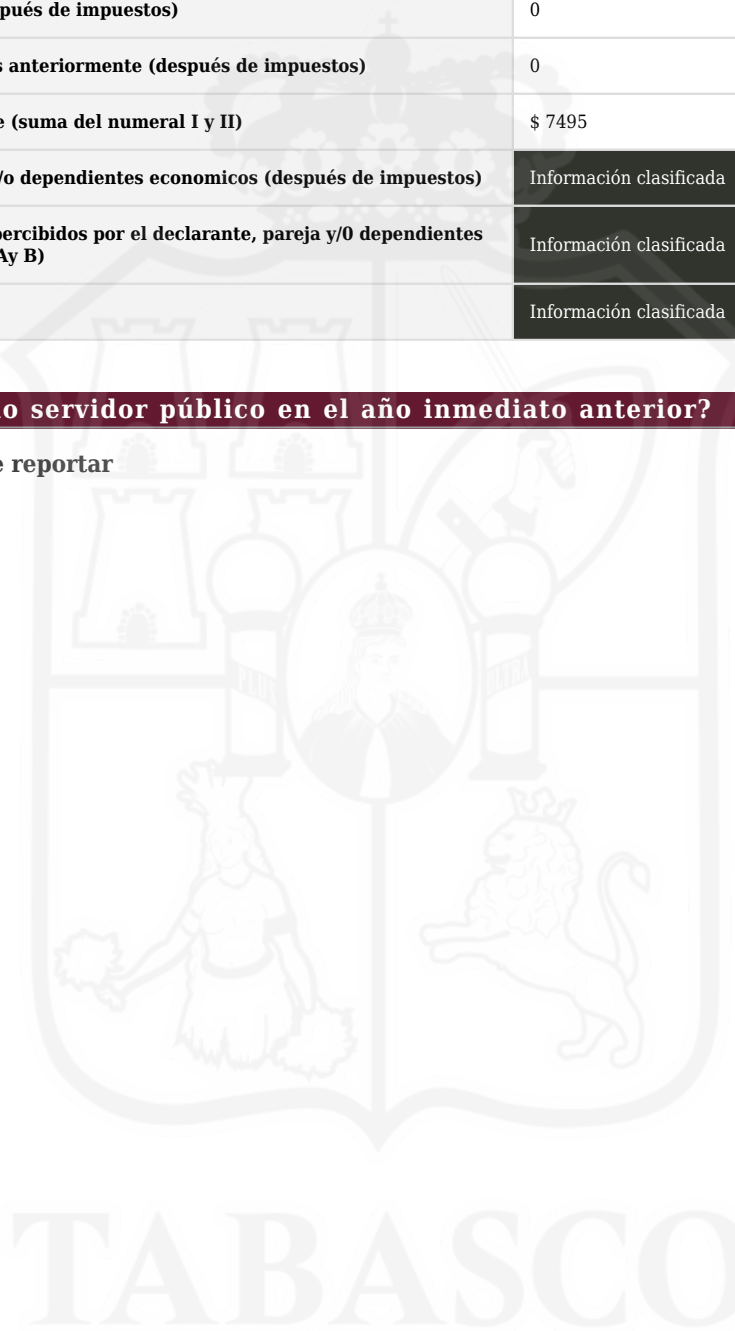 pués de impuestos) 0
s anteriormente (después de impuestos) 0
e (suma del numeral I y II) $ 7495
/o dependientes economicos (después de impuestos) Información clasificada
percibidos por el declarante, pareja y/0 dependientes
Ay B) Información clasificada
Información clasificada
o servidor público en el año inmediato anterior?
e reportar
PLUS ULTRA
TABASCO